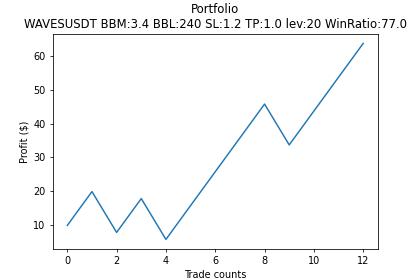 Portfolio
WAVESUSDT BBM:3.4 BBL:240 SL:1.2 TP:1.0 lev:20 WinRatio:77.0
60
50
40
30
20
10
Profit ($)
0 2 4 6 8 10 12
Trade counts